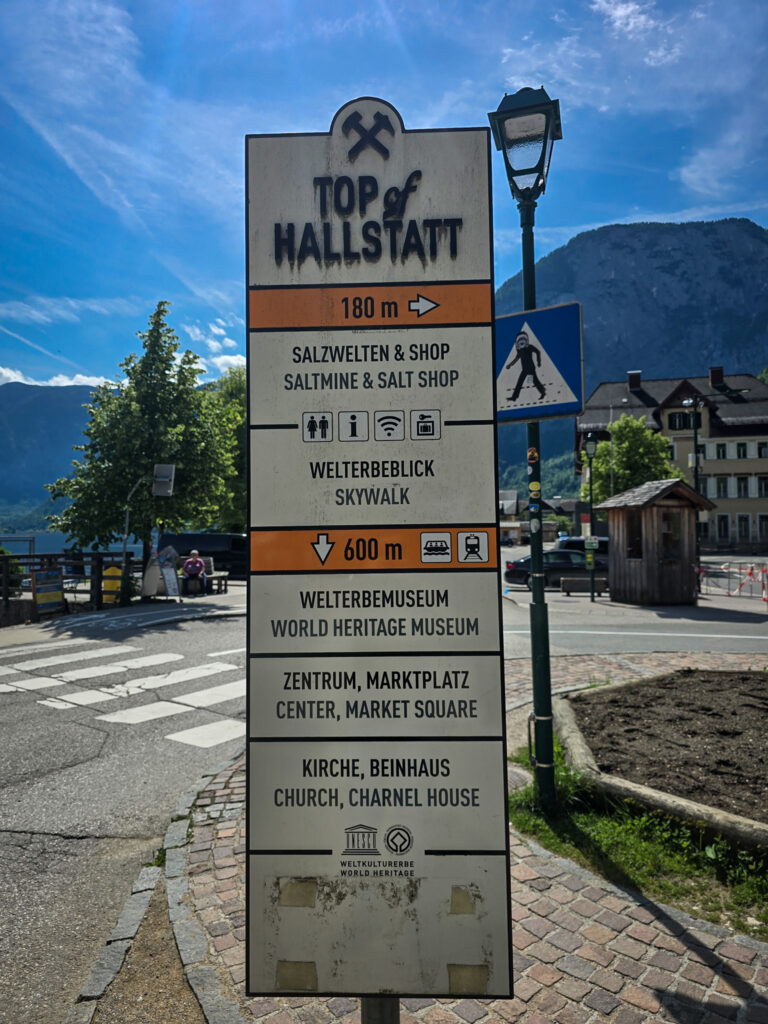 TOP of
HALLSTATT
180 m
SALZWELTEN & SHOP
SALTMINE & SALT SHOP
WELTERBEBLICK
SKYWALK
600 m
WELTERBEMUSEUM
WORLD HERITAGE MUSEUM
ZENTRUM, MARKTPLATZ
CENTER, MARKET SQUARE
KIRCHE, BEINHAUS
CHURCH, CHARNEL HOUSE
UNESCO
WELTKULTURERBE
WORLD HERITAGE